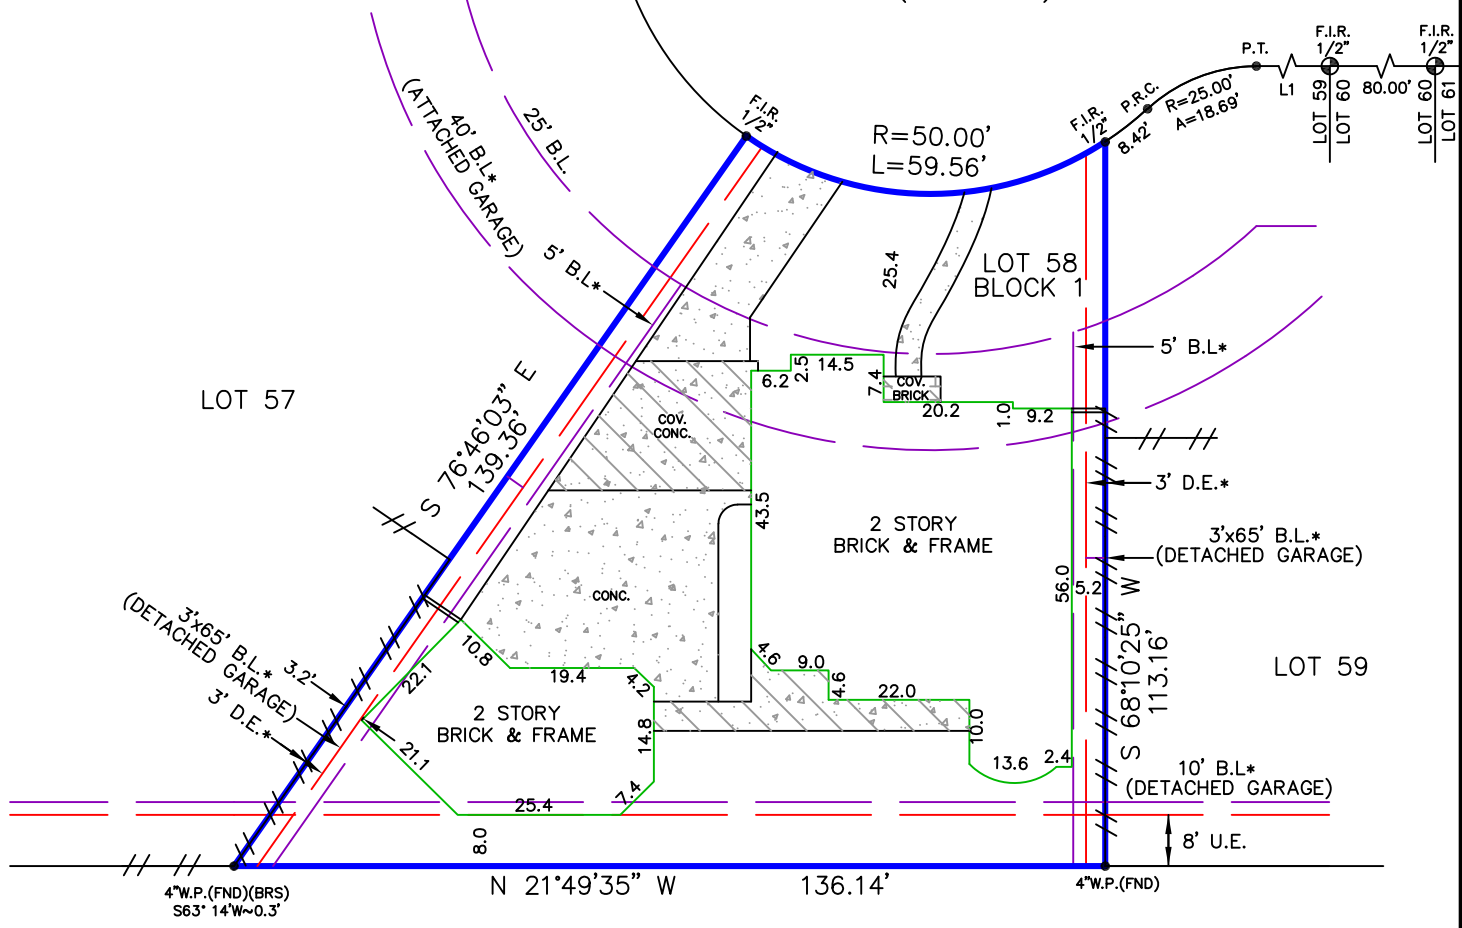 F.I.R.
1/2"
F.I.R.
1/2"
P.T.
L1
80.00'
LOT 59
LOT 60
LOT 60
LOT 61
P.R.C.
R=25.00'
A=18.69'
F.I.R.
1/2"
8.42'
F.I.R.
1/2"
R=50.00'
L=59.56'
25' B.L.
40' B.L*
(ATTACHED GARAGE)
5' B.L*
25.4
LOT 58
BLOCK 1
5' B.L*
LOT 57
S 76°46'03" E
139.36'
6.2
2.5
14.5
7.4
COV.
BRICK
20.2
1.0
9.2
COV.
CONC.
43.5
2 STORY
BRICK & FRAME
3' D.E.*
3'x65' B.L.*
(DETACHED GARAGE)
56.0
5.2
S 68°10'25" W
113.16'
LOT 59
CONC.
3'x65' B.L.*
(DETACHED GARAGE)
3.2'
3' D.E.*
10.8
22.1
19.4
4.2
14.8
2 STORY
BRICK & FRAME
21.1
25.4
7.4
4.6
9.0
4.6
22.0
10.0
13.6
2.4
10' B.L*
(DETACHED GARAGE)
8.0
8' U.E.
4"W.P.(FND)(BRS)
S63° 14'W~0.3'
N 21°49'35" W
136.14'
4"W.P.(FND)